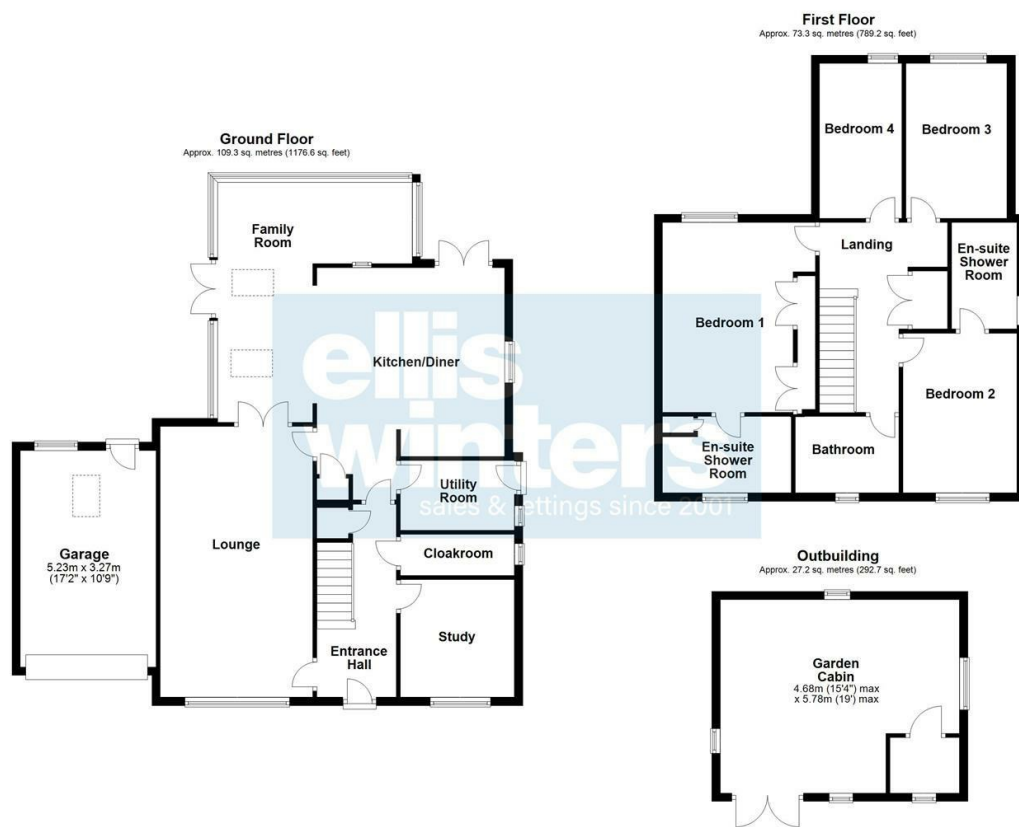 Ground Floor
Approx. 109.3 sq. metres (1176.6 sq. feet)
Family
Room
Kitchen/Diner
Utility
Room
Cloakroom
Lounge
Garage
5.23m x 3.27m
(17'2" x 10'9")
Entrance
Hall
Study
First Floor
Approx. 73.3 sq. metres (789.2 sq. feet)
Bedroom 4
Bedroom 3
Landing
En-suite
Shower
Room
Bedroom 1
Bedroom 2
En-suite
Shower
Room
Bathroom
Outbuilding
Approx. 27.2 sq. metres (292.7 sq. feet)
Garden
Cabin
4.68m (15'4") max
x 5.78m (19') max
ellis
winters
sales & lettings since 2001